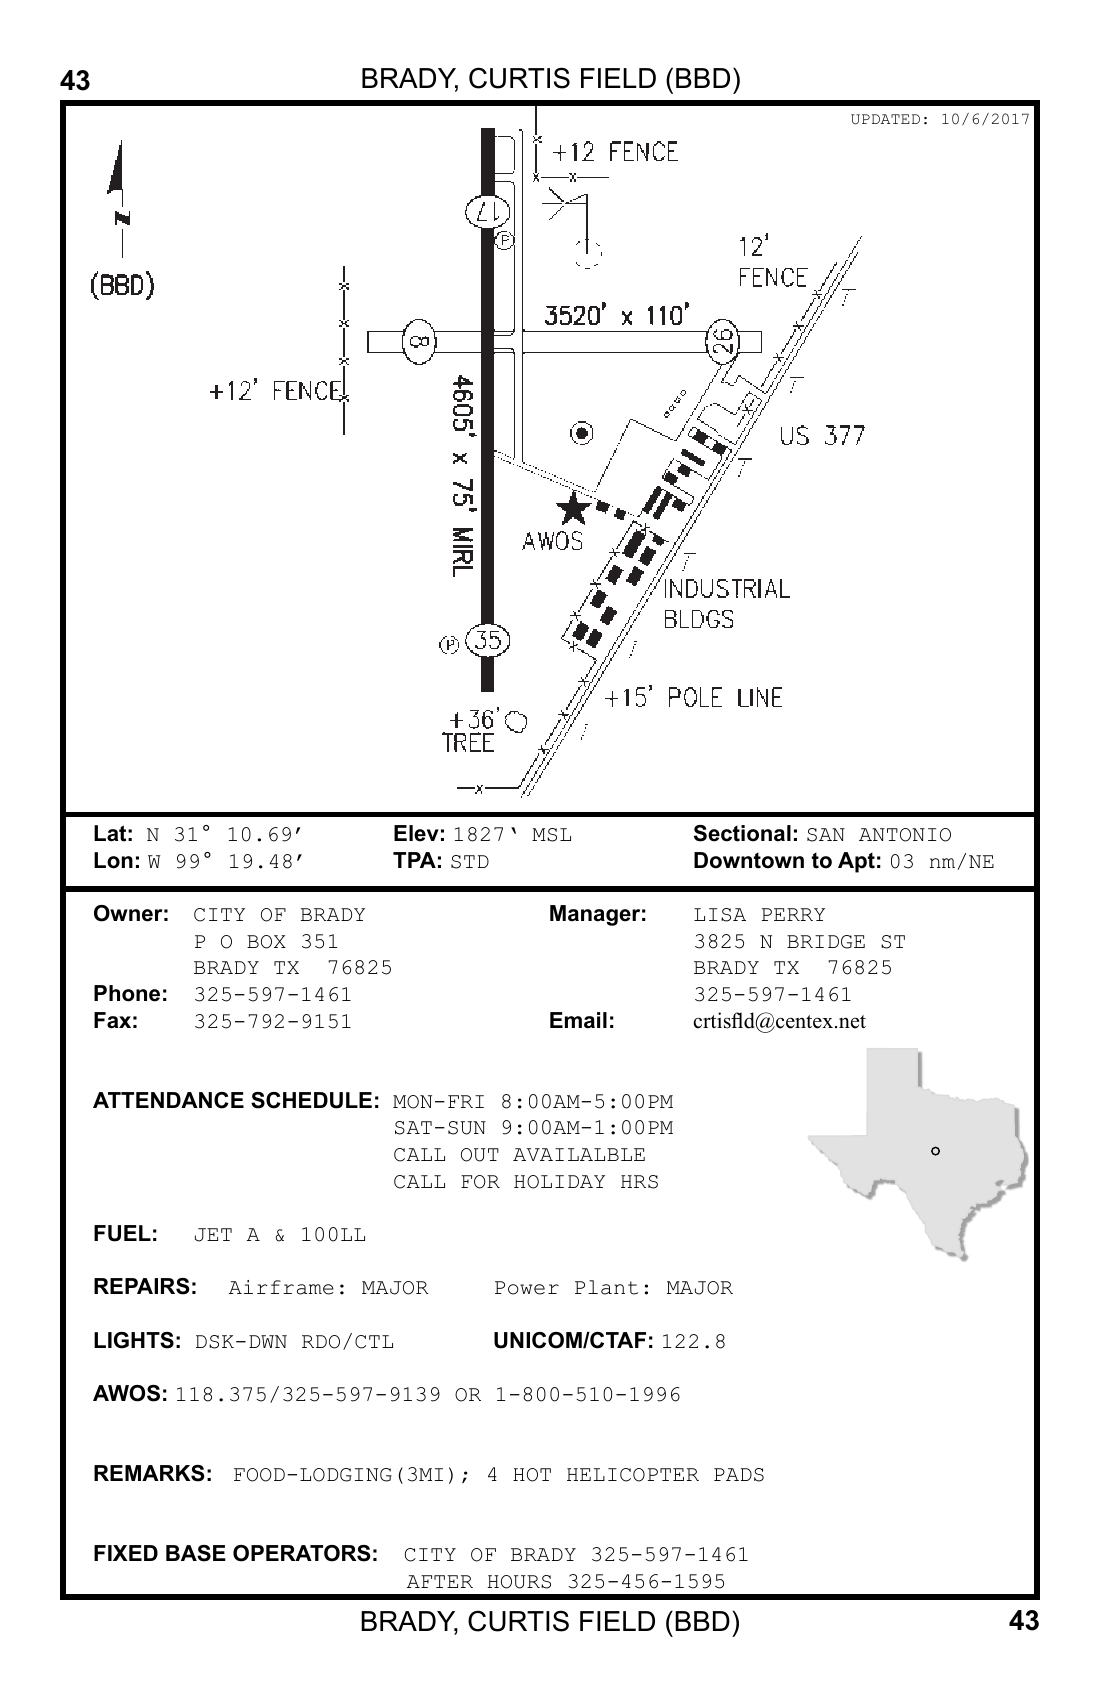 43 BRADY, CURTIS FIELD (BBD)
UPDATED: 10/6/2017
+12 FENCE
N
17
P
12'
FENCE
(BBD)
3520' x 110'
8
26
+12' FENCE
4605' x 75' MIRL
US 377
AWOS
INDUSTRIAL
BLDGS
P
35
+15' POLE LINE
+36'
TREE
Lat: N 31° 10.69′ Elev: 1827‘ MSL Sectional: SAN ANTONIO
Lon: W 99° 19.48′ TPA: STD Downtown to Apt: 03 nm/NE
Owner: CITY OF BRADY Manager: LISA PERRY
P O BOX 351 3825 N BRIDGE ST
BRADY TX 76825 BRADY TX 76825
Phone: 325-597-1461 325-597-1461
Fax: 325-792-9151 Email: crtisfld@centex.net
ATTENDANCE SCHEDULE: MON-FRI 8:00AM-5:00PM
SAT-SUN 9:00AM-1:00PM
CALL OUT AVAILALBLE
CALL FOR HOLIDAY HRS
FUEL: JET A & 100LL
REPAIRS: Airframe: MAJOR Power Plant: MAJOR
LIGHTS: DSK-DWN RDO/CTL UNICOM/CTAF: 122.8
AWOS: 118.375/325-597-9139 OR 1-800-510-1996
REMARKS: FOOD-LODGING(3MI); 4 HOT HELICOPTER PADS
FIXED BASE OPERATORS: CITY OF BRADY 325-597-1461
AFTER HOURS 325-456-1595
BRADY, CURTIS FIELD (BBD) 43